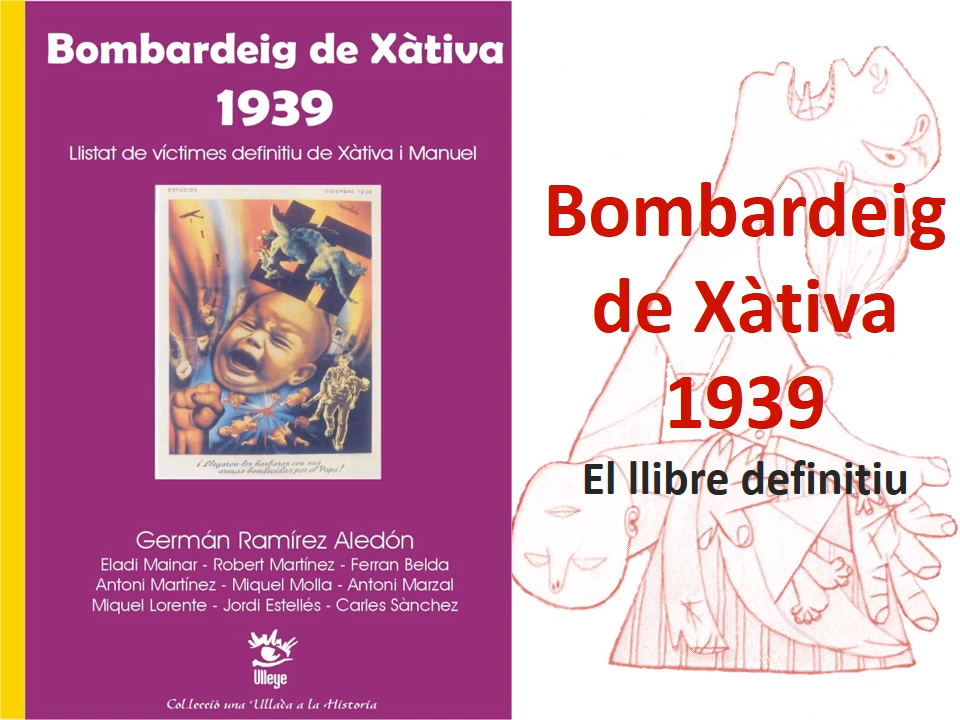 Bombardeig de Xàtiva
1939
Llistat de víctimes definitiu de Xàtiva i Manuel
ESTUDIOS
DICIEMBRE 1936
¡Llegaron los bárbaros con sus
armas bendecidas por el Papa!
Germán Ramírez Aledón
Eladi Mainar - Robert Martínez - Ferran Belda
Antoni Martínez - Miquel Molla - Antoni Marzal
Miquel Lorente - Jordi Estellés - Carles Sànchez
Ulleye
Col.lecció una Ullada a la Historia
Bombardeig
de Xàtiva
1939
El llibre definitiu